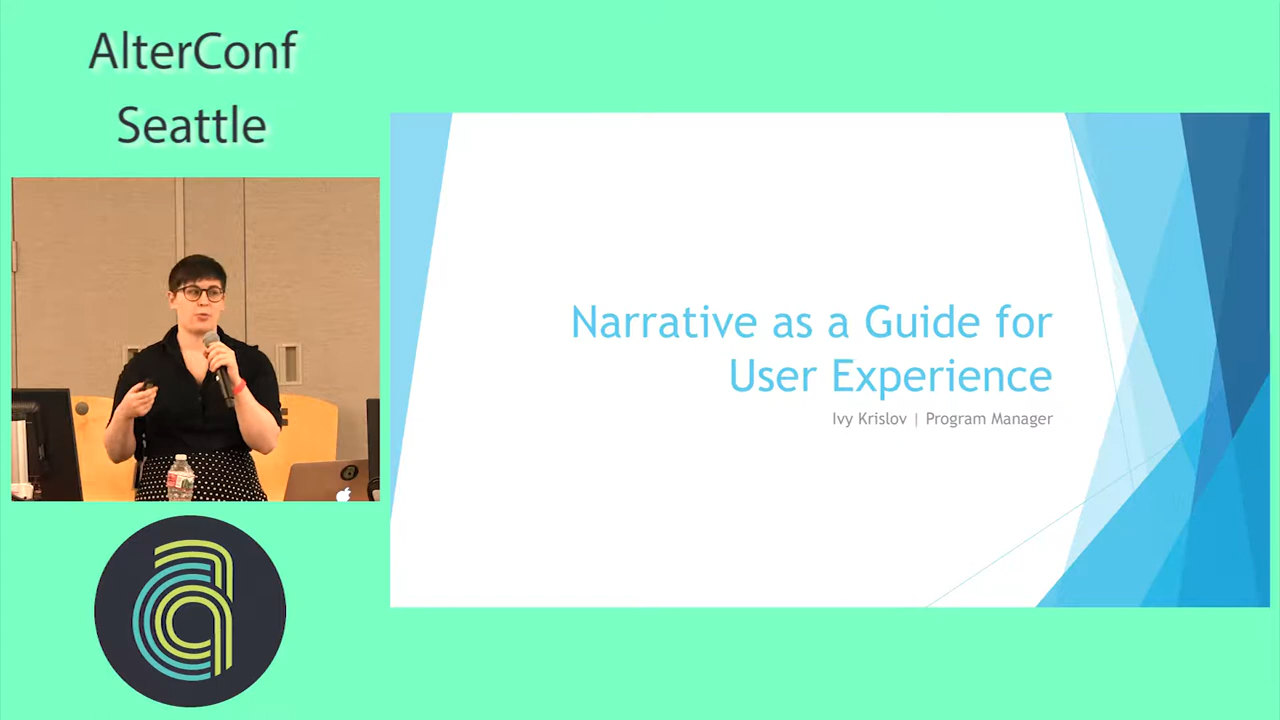 AlterConf
Seattle
Narrative as a Guide for
User Experience
Ivy Krislov | Program Manager